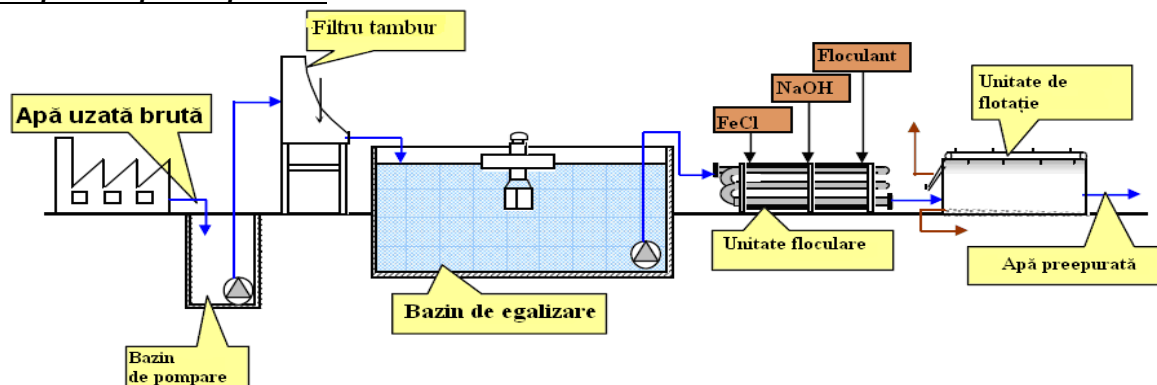 Filtru tambur
Apă uzată brută
Floculant
NaOH
FeCl
Unitate de
flotație
Unitate floculare
Apă preepurată
Bazin de egalizare
Bazin
de pompare